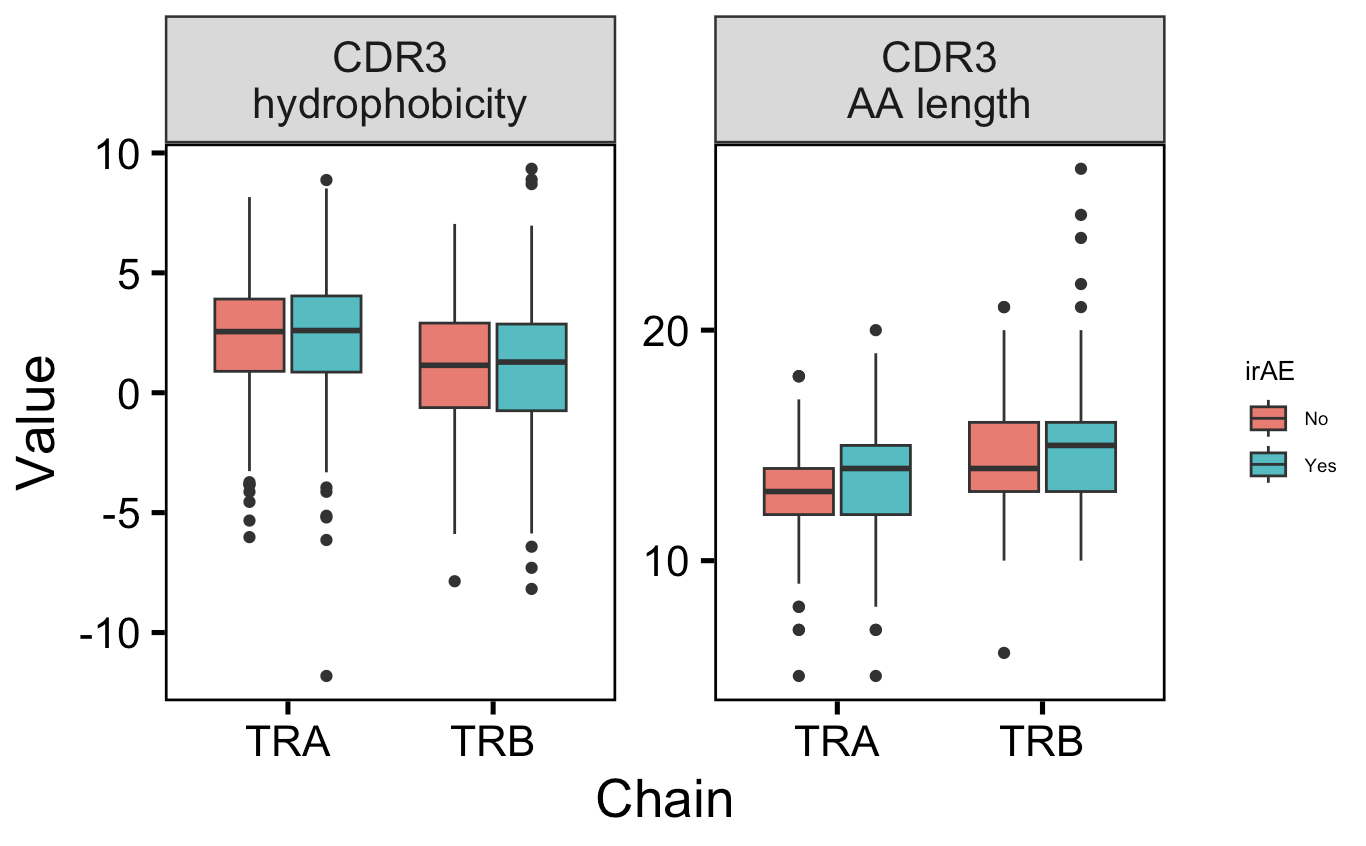 CDR3
hydrophobicity
CDR3
AA length
10
5
0
-5
-10
20
10
Value
TRA
TRB
TRA
TRB
Chain
irAE
No
Yes